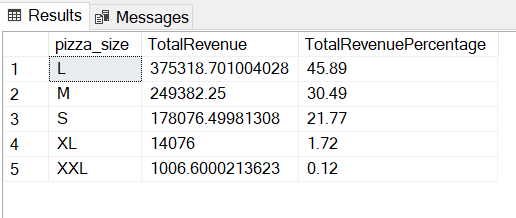 Results Messages
pizza_size TotalRevenue TotalRevenuePercentage
1 L 375318.701004028 45.89
2 M 249382.25 30.49
3 S 178076.49981308 21.77
4 XL 14076 1.72
5 XXL 1006.6000213623 0.12